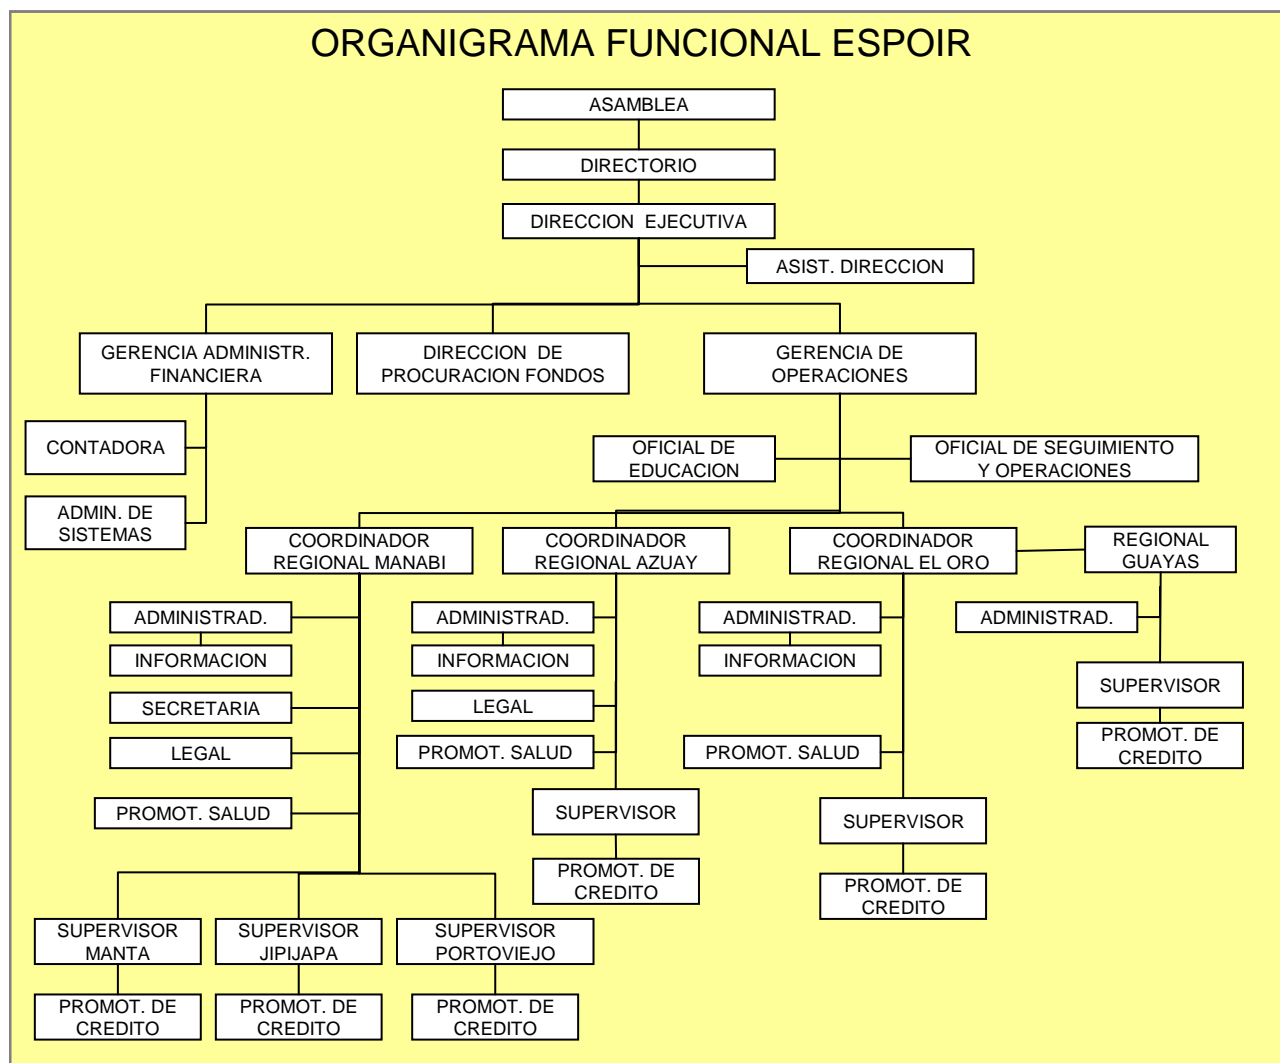 ORGANIGRAMA FUNCIONAL ESPOIR
ASAMBLEA
DIRECTORIO
DIRECCION EJECUTIVA
ASIST. DIRECCION
GERENCIA ADMINISTR.
FINANCIERA
DIRECCION DE
PROCURACION FONDOS
GERENCIA DE
OPERACIONES
CONTADORA
ADMIN. DE
SISTEMAS
OFICIAL DE
EDUCACION
OFICIAL DE SEGUIMIENTO
Y OPERACIONES
COORDINADOR
REGIONAL MANABI
COORDINADOR
REGIONAL AZUAY
COORDINADOR
REGIONAL EL ORO
REGIONAL
GUAYAS
ADMINISTRAD.
INFORMACION
SECRETARIA
LEGAL
PROMOT. SALUD
ADMINISTRAD.
INFORMACION
LEGAL
PROMOT. SALUD
SUPERVISOR
PROMOT. DE
CREDITO
ADMINISTRAD.
INFORMACION
PROMOT. SALUD
SUPERVISOR
PROMOT. DE
CREDITO
ADMINISTRAD.
SUPERVISOR
PROMOT. DE
CREDITO
SUPERVISOR
MANTA
SUPERVISOR
JIPIJAPA
SUPERVISOR
PORTOVIEJO
PROMOT. DE
CREDITO
PROMOT. DE
CREDITO
PROMOT. DE
CREDITO